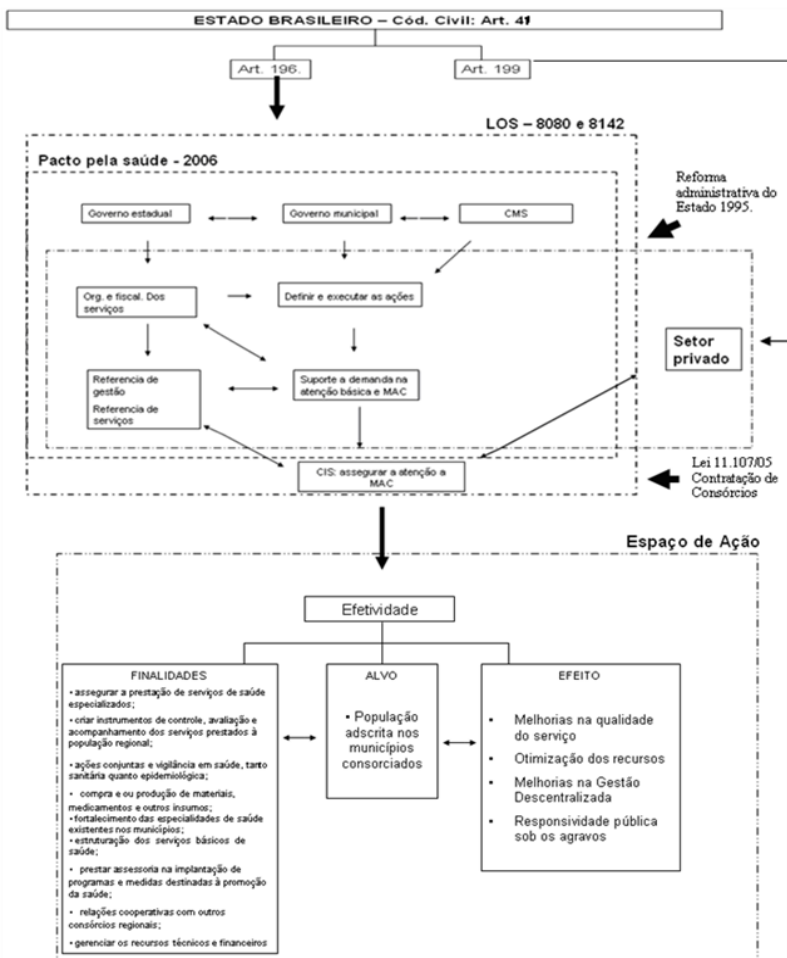 ESTADO BRASILEIRO – Cód. Civil: Art. 41
Art. 196.
Art. 199
LOS – 8080 e 8142
Pacto pela saúde - 2006
Reforma
administrativa do
Estado 1995.
Governo estadual
Governo municipal
CMS
Org. e fiscal. Dos
serviços
Definir e executar as ações
Setor
privado
Referencia de
gestão
Referencia de
serviços
Suporte a demanda na
atenção básica e MAC
CIS: assegurar a atenção a
MAC
Lei 11.107/05
Contratação de
Consórcios
Espaço de Ação
Efetividade
FINALIDADES
• assegurar a prestação de serviços de saúde
especializados;
• criar instrumentos de controle, avaliação e
acompanhamento dos serviços prestados à
população regional;
• ações conjuntas e vigilância em saúde, tanto
sanitária quanto epidemiológica;
• compra e ou produção de materiais,
medicamentos e outros insumos;
• fortalecimento das especialidades de saúde
existentes nos municípios;
• estruturação dos serviços básicos de
saúde;
• prestar assessoria na implantação de
programas e medidas destinadas à promoção
da saúde;
• relações cooperativas com outros
consórcios regionais;
• gerenciar os recursos técnicos e financeiros
ALVO
• População
adscrita nos
municípios
consorciados
EFEITO
• Melhorias na qualidade
do serviço
• Otimização dos recursos
• Melhorias na Gestão
Descentralizada
• Responsividade pública
sob os agravos